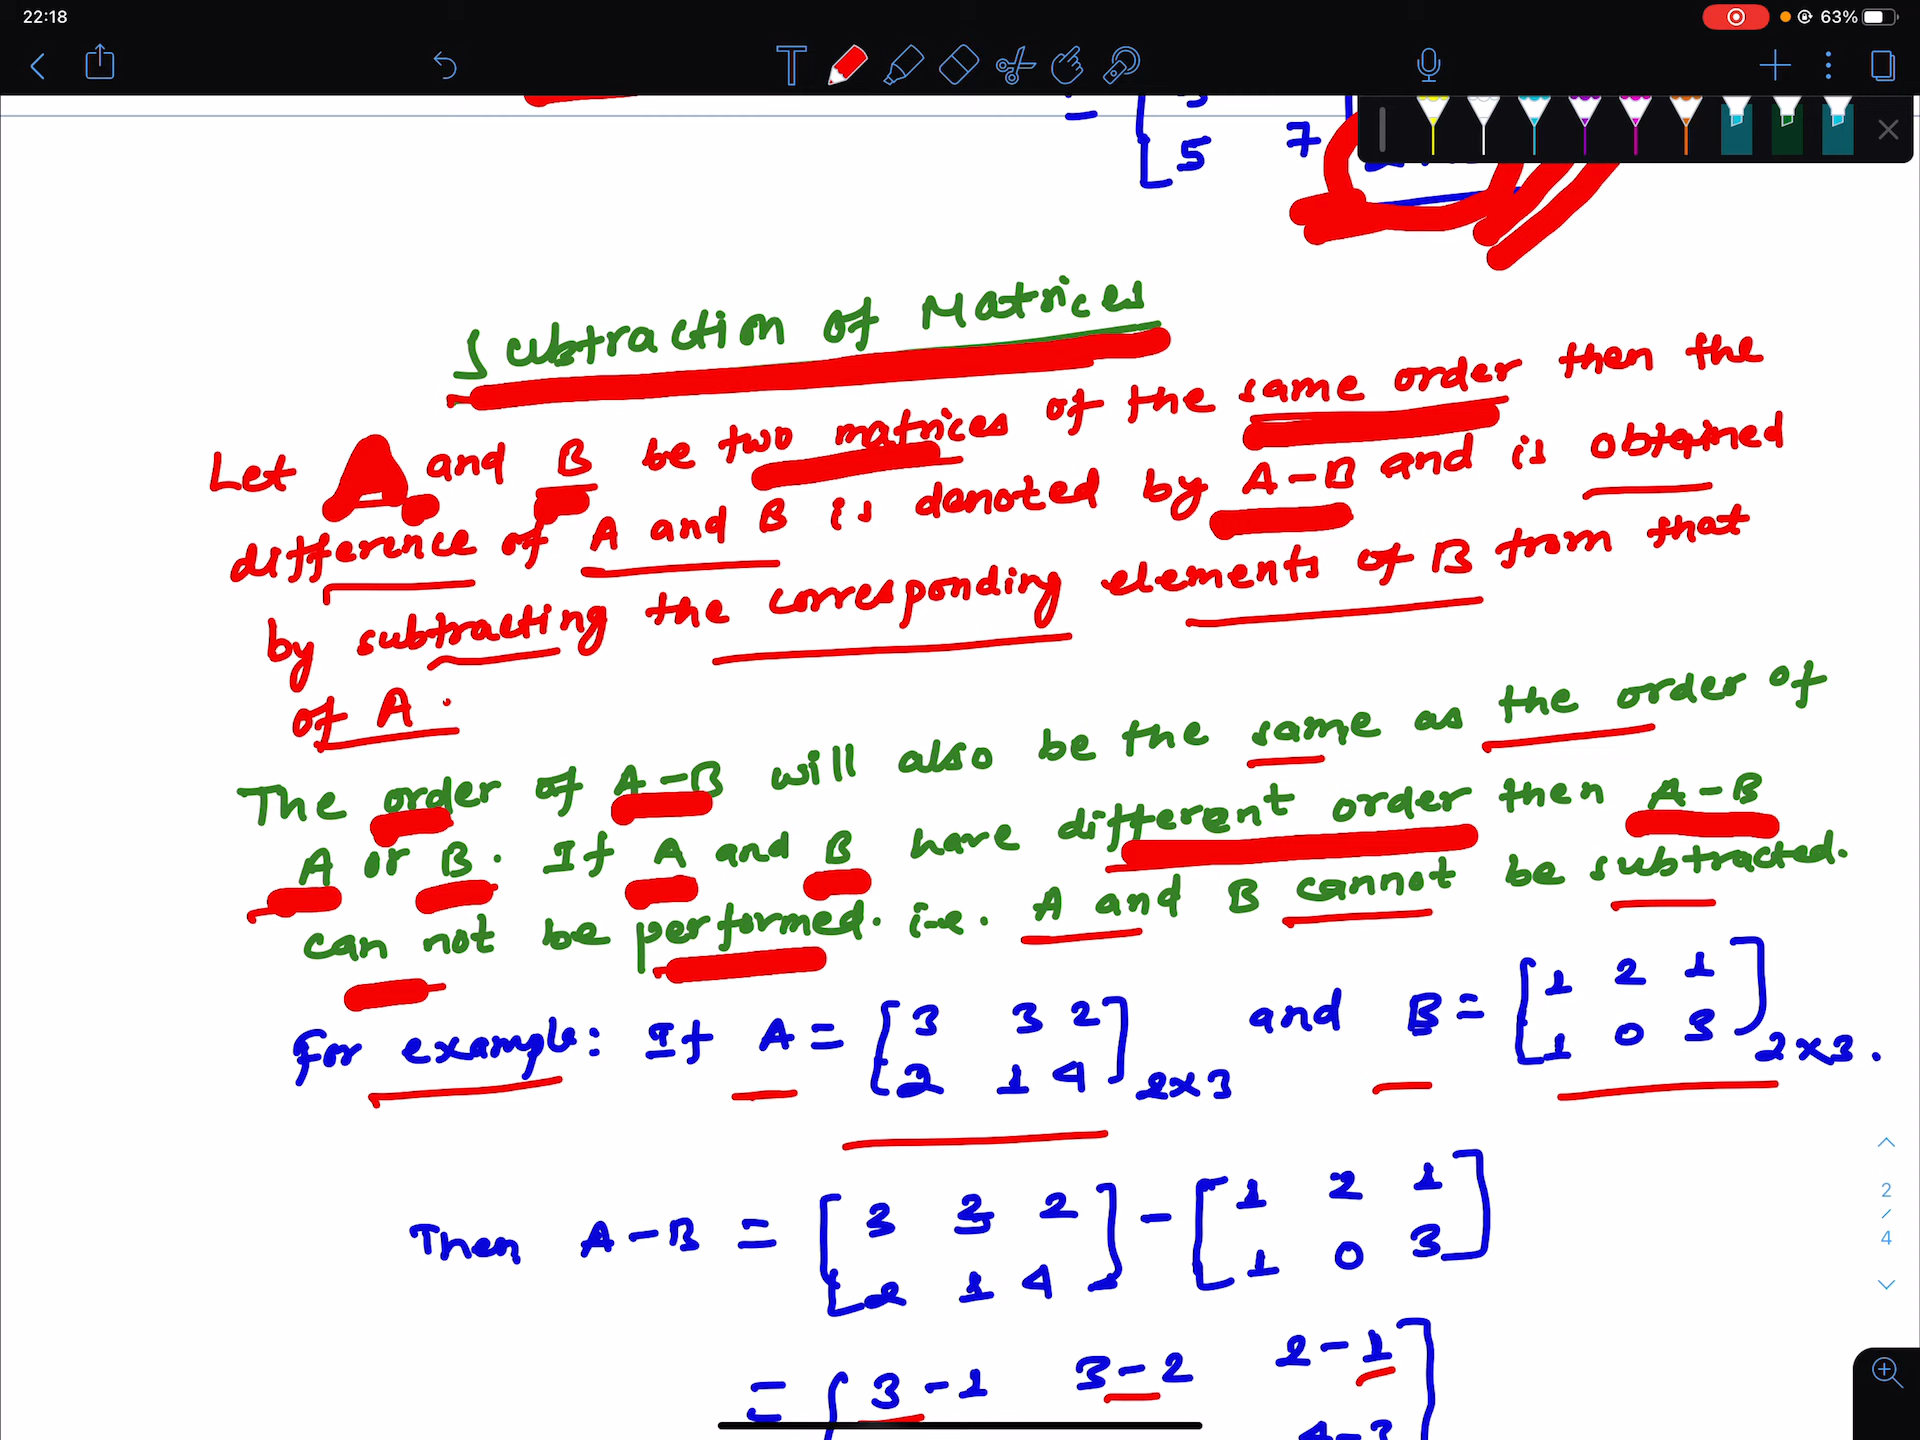 22:18
63%
5 7
Subtraction of Matrices
Let A and B be two matrices of the same order then the
difference of A and B is denoted by A-B and is obtained
by subtracting the corresponding elements of B from that
of A.
The order of A-B will also be the same as the order of
A or B. If A and B have different order then A-B
can not be performed. i.e. A and B cannot be subtracted.
For example: If A = [3 3 2 and B = [1 2 1
2 1 4] 2x3 1 0 3] 2x3.
Then A-B = [3 3 2 2 1 4] - [1 2 1 1 0 3]
= [3-1 3-2 2-1]
4-3
2
/
4